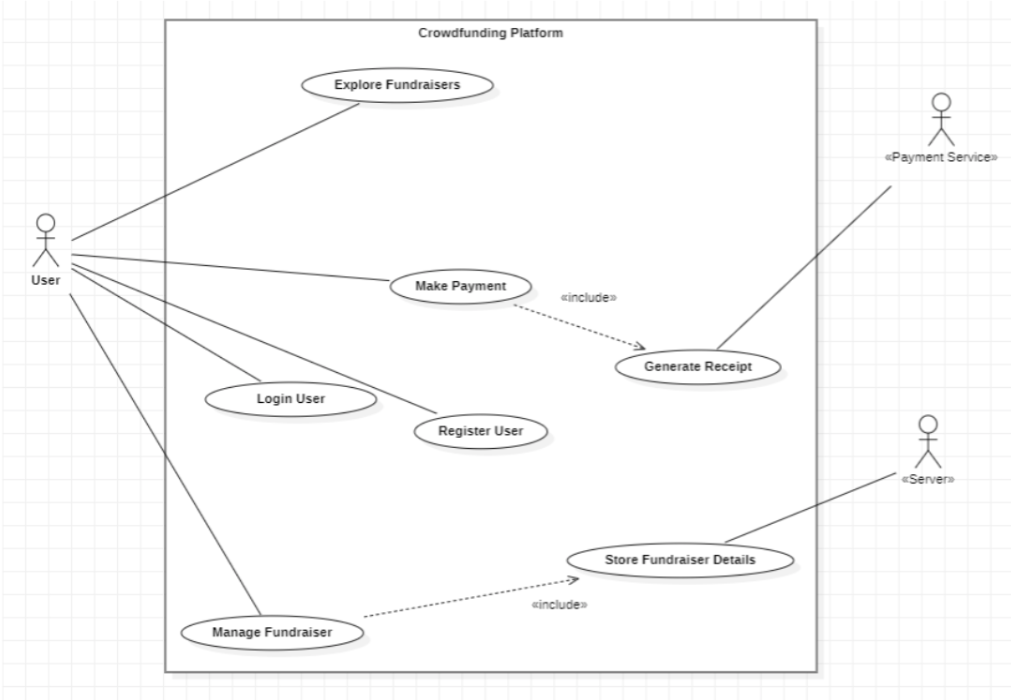 Crowdfunding Platform
Explore Fundraisers
«Payment Service»
User
Make Payment
«include»
Generate Receipt
Login User
Register User
«Server»
Store Fundraiser Details
«include»
Manage Fundraiser